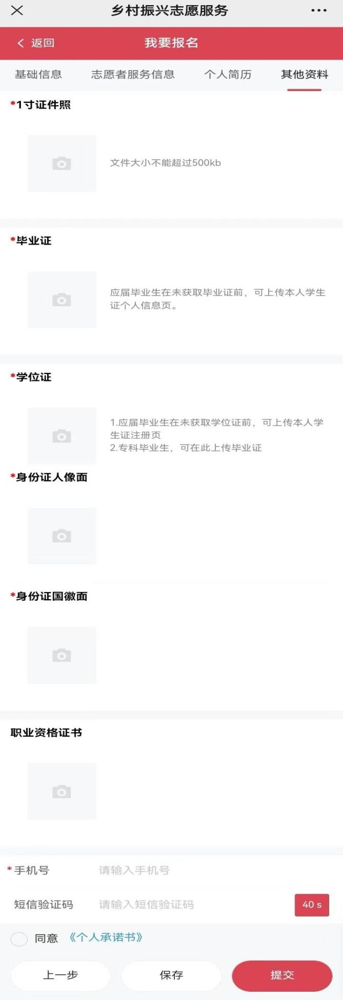 乡村振兴志愿服务
返回 我要报名
基础信息 志愿者服务信息 个人简历 其他资料
*1寸证件照
文件大小不能超过500kb
*毕业证
应届毕业生在未获取毕业证前，可上传本人学生
证个人信息页。
*学位证
1.应届毕业生在未获取学位证前，可上传本人学
生证注册页
2.专科毕业生，可在此上传毕业证
*身份证人像面
*身份证国徽面
职业资格证书
*手机号 请输入手机号
短信验证码 请输入短信验证码 40 s
同意 《个人承诺书》
上一步 保存 提交